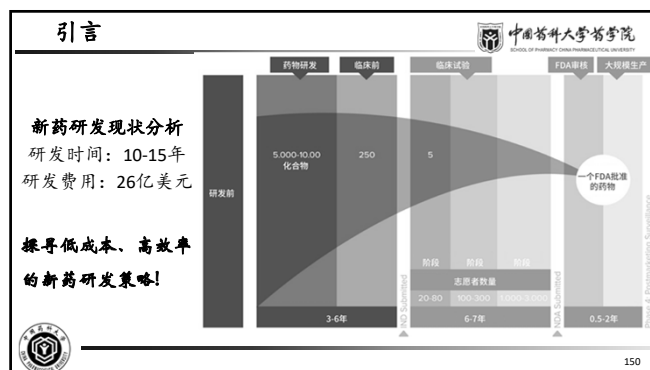 引言
中国药科大学药学院
SCHOOL OF PHARMACY CHINA PHARMACEUTICAL UNIVERSITY
药物研发
临床前
临床试验
FDA审核
大规模生产
新药研发现状分析
研发时间：10-15年
研发费用：26亿美元
探寻低成本、高效率
的新药研发策略!
研发前
5.000-10.00
化合物
250
5
一个FDA批准
的药物
阶段
阶段
阶段
志愿者数量
20-80
100-300
1.000-3.000
IND Submitted
NDA Submitted
Phase 4: Postmarketing Surveillance
3-6年
6-7年
0.5-2年
150